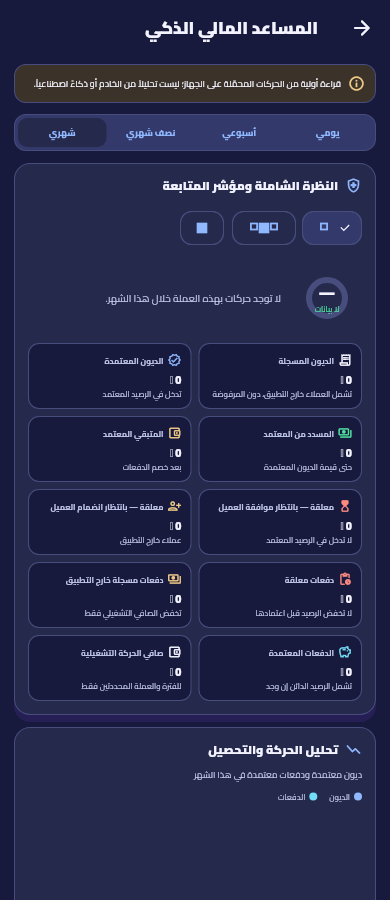 المساعد المالي الذكي
قراءة أولية من الحركات المحمّلة على الجهاز؛ ليست تحليلاً من الخادم أو ذكاءً اصطناعياً.
يومي
أسبوعي
نصف شهري
شهري
النظرة الشاملة ومؤشر المتابعة
لا بيانات
لا توجد حركات بهذه العملة خلال هذا الشهر.
الديون المسجلة
0
تشمل العملاء خارج التطبيق، دون المرفوضة
الديون المعتمدة
0
تدخل في الرصيد المعتمد
المسدد من المعتمد
0
حتى قيمة الديون المعتمدة
المتبقي المعتمد
0
بعد خصم الدفعات
معلقة — بانتظار موافقة العميل
0
لا تدخل في الرصيد المعتمد
معلقة — بانتظار انضمام العميل
0
عملاء خارج التطبيق
دفعات معلقة
0
لا تخفض الرصيد قبل اعتمادها
دفعات مسجلة خارج التطبيق
0
تخفض الصافي التشغيلي فقط
الدفعات المعتمدة
0
تشمل الرصيد الدائن إن وجد
صافي الحركة التشغيلية
0
للفترة والعملة المحددتين فقط
تحليل الحركة والتحصيل
ديون معتمدة ودفعات معتمدة في هذا الشهر
الديون
الدفعات